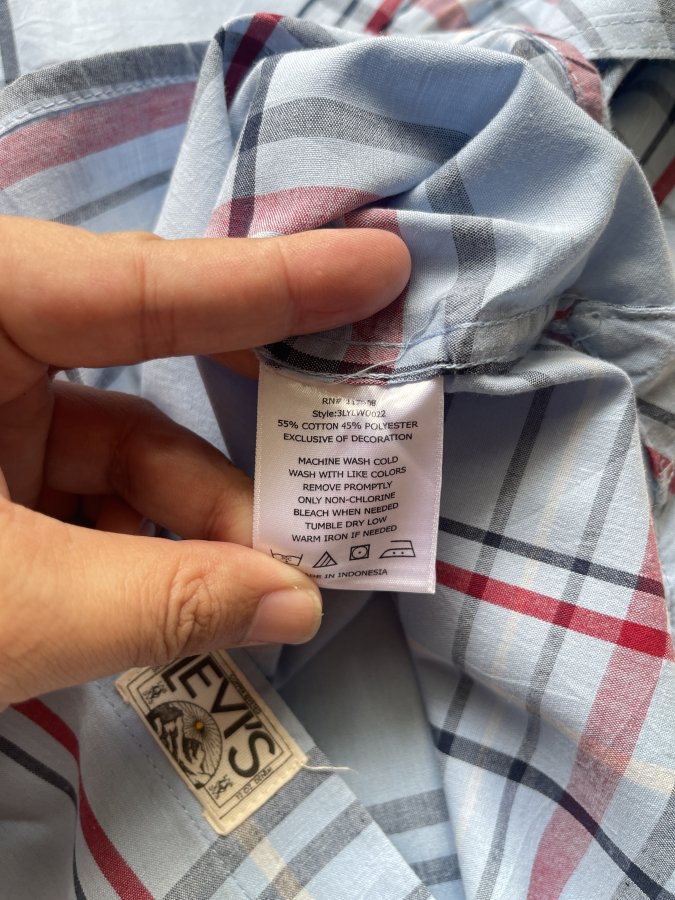 RN#
Style:3LYLW0022
55% COTTON 45% POLYESTER
EXCLUSIVE OF DECORATION
MACHINE WASH COLD
WASH WITH LIKE COLORS
REMOVE PROMPTLY
ONLY NON-CHLORINE
BLEACH WHEN NEEDED
TUMBLE DRY LOW
WARM IRON IF NEEDED
IN INDONESIA
LEVI'S